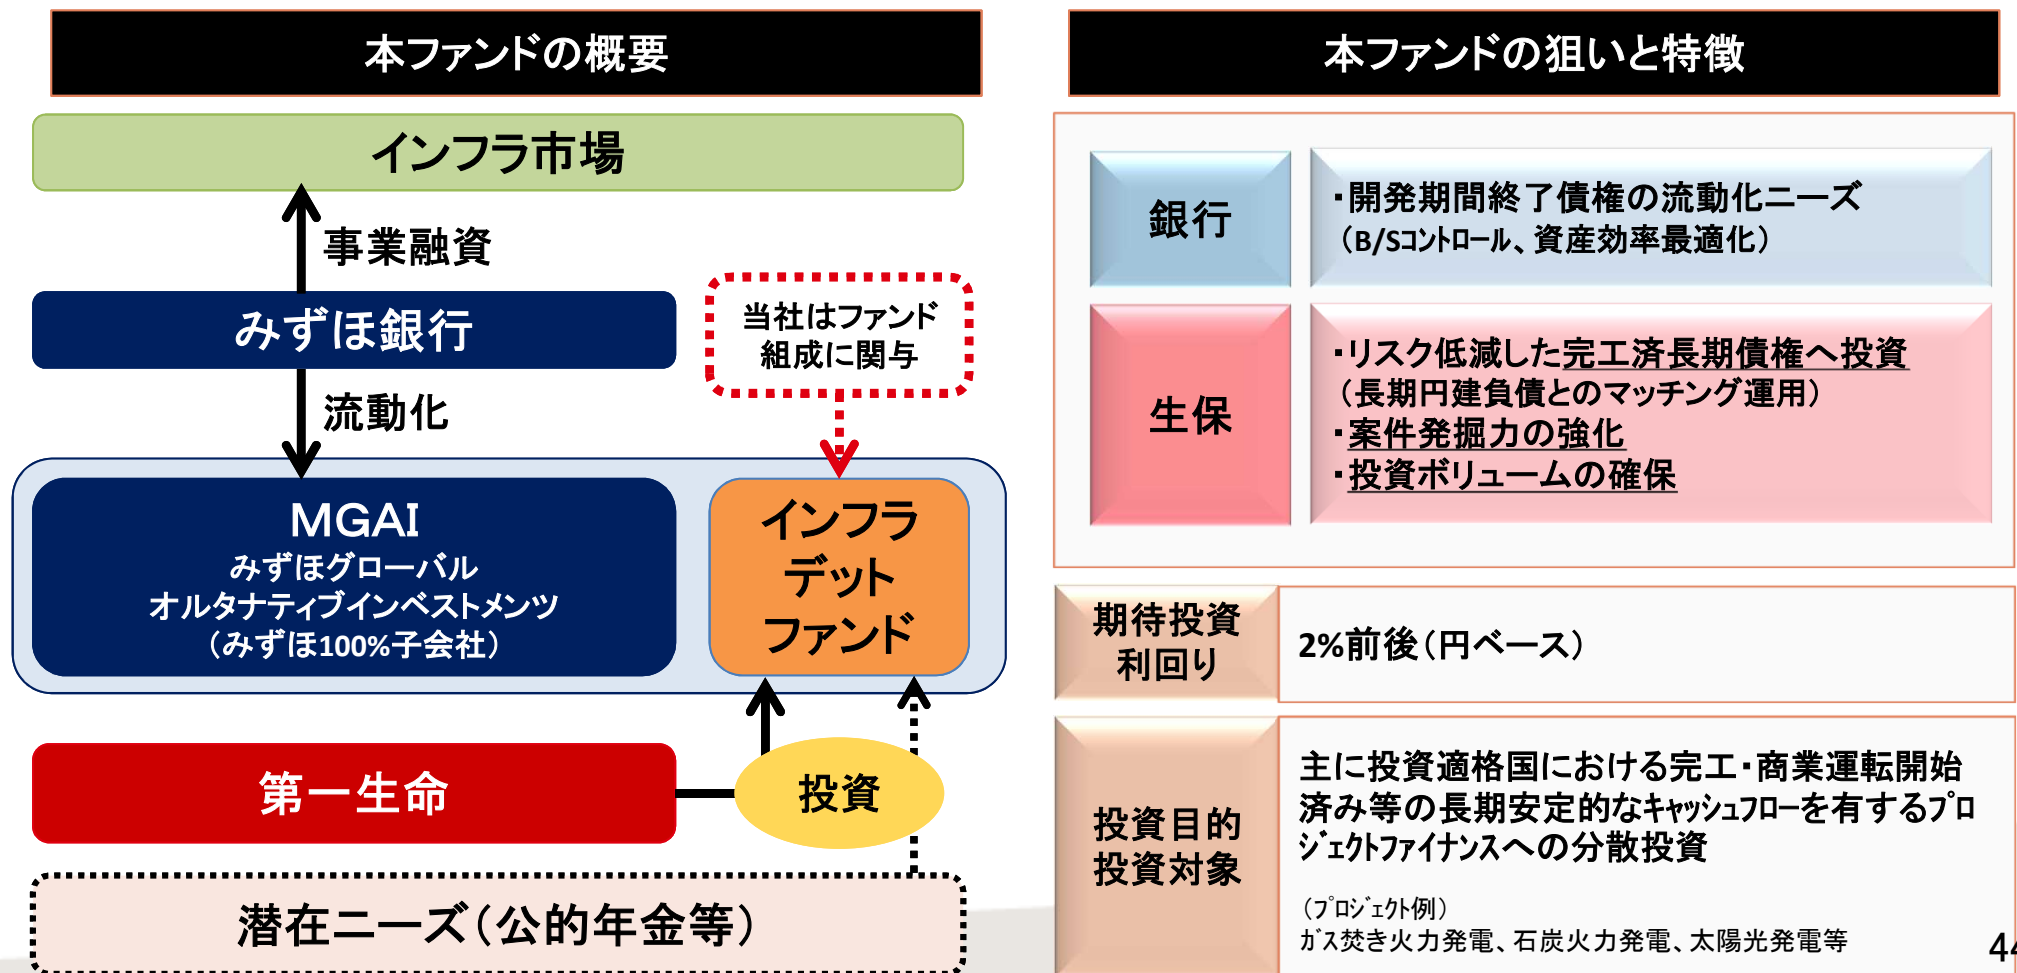 本ファンドの概要
インフラ市場
事業融資
みずほ銀行
当社はファンド
組成に関与
流動化
MGAI
みずほグローバル
オルタナティブインベストメンツ
（みずほ100%子会社）
インフラ
デット
ファンド
第一生命
投資
潜在ニーズ（公的年金等）
本ファンドの狙いと特徴
銀行
・開発期間終了債権の流動化ニーズ
（B/Sコントロール、資産効率最適化）
生保
・リスク低減した完工済長期債権へ投資
（長期円建負債とのマッチング運用）
・案件発掘力の強化
・投資ボリュームの確保
期待投資
利回り
2%前後（円ベース）
投資目的
投資対象
主に投資適格国における完工・商業運転開始
済み等の長期安定的なｷｬｯｼｭﾌﾛｰを有するﾌﾟﾛ
ｼﾞｪｸﾄﾌｧｲﾅﾝｽへの分散投資
（ﾌﾟﾛｼﾞｪｸﾄ例）
ｶﾞｽ焚き火力発電、石炭火力発電、太陽光発電等
44